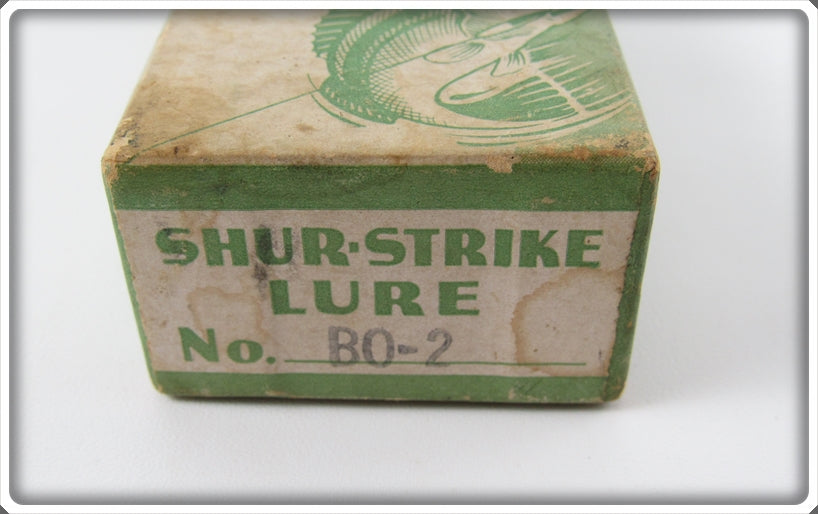 SHUR-STRIKE
LURE
No. BO-2